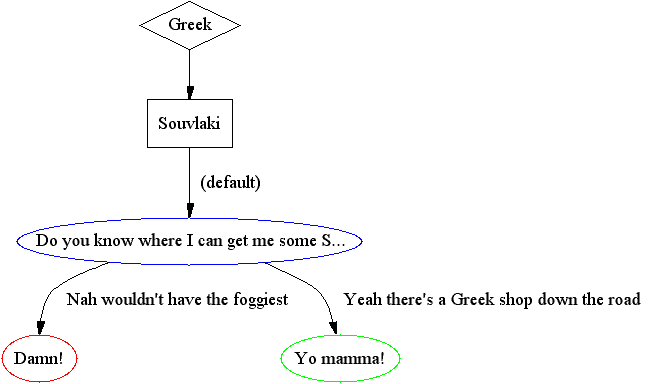 Greek
Souvlaki
(default)
Do you know where I can get me some S...
Nah wouldn't have the foggiest
Yeah there's a Greek shop down the road
Damn!
Yo mamma!